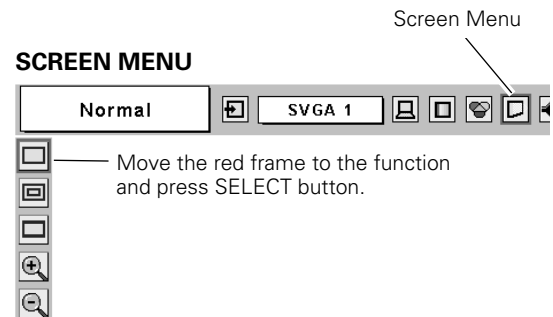 Screen Menu
SCREEN MENU
Normal
SVGA 1
Move the red frame to the function
and press SELECT button.